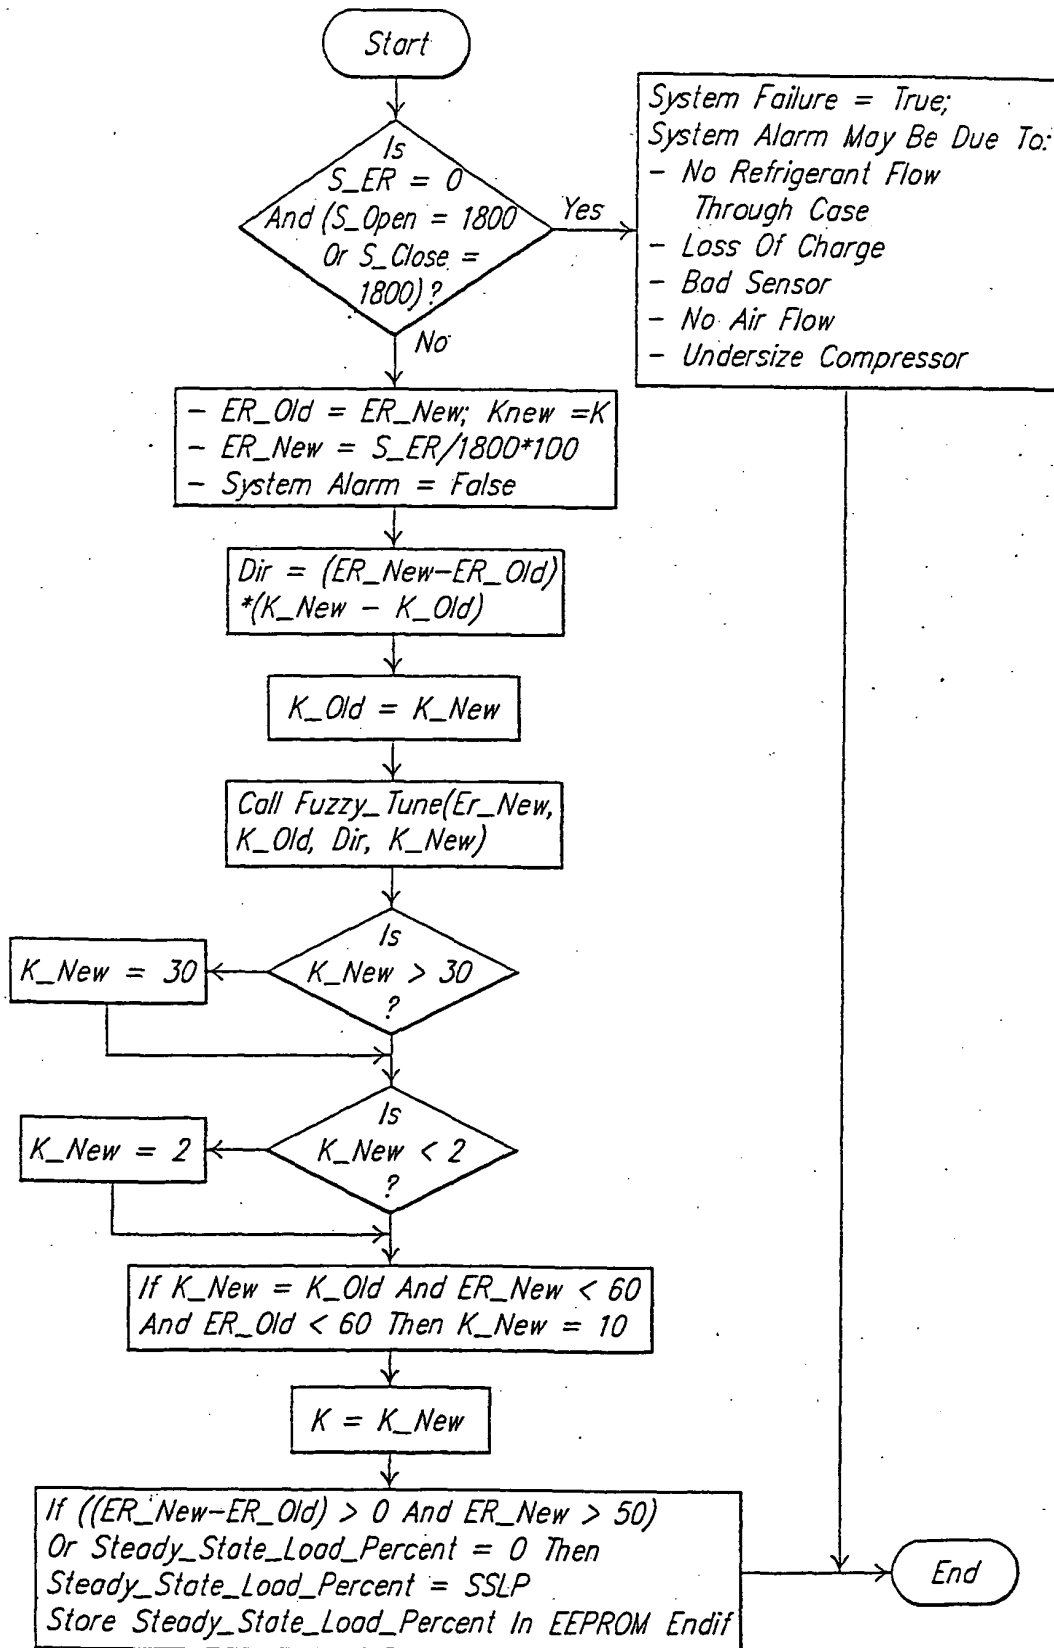 Start
Is
S_ER = 0
And (S_Open = 1800
Or S_Close =
1800)?
Yes
No
System Failure = True;
System Alarm May Be Due To:
- No Refrigerant Flow
Through Case
- Loss Of Charge
- Bad Sensor
- No Air Flow
- Undersize Compressor
- ER_Old = ER_New; Knew =K
- ER_New = S_ER/1800*100
- System Alarm = False
Dir = (ER_New-ER_Old)
*(K_New - K_Old)
K_Old = K_New
Call Fuzzy_Tune(Er_New,
K_Old, Dir, K_New)
Is
K_New > 30
?
K_New = 30
Is
K_New < 2
?
K_New = 2
If K_New = K_Old And ER_New < 60
And ER_Old < 60 Then K_New = 10
K = K_New
If ((ER_New-ER_Old) > 0 And ER_New > 50)
Or Steady_State_Load_Percent = 0 Then
Steady_State_Load_Percent = SSLP
Store Steady_State_Load_Percent In EEPROM Endif
End